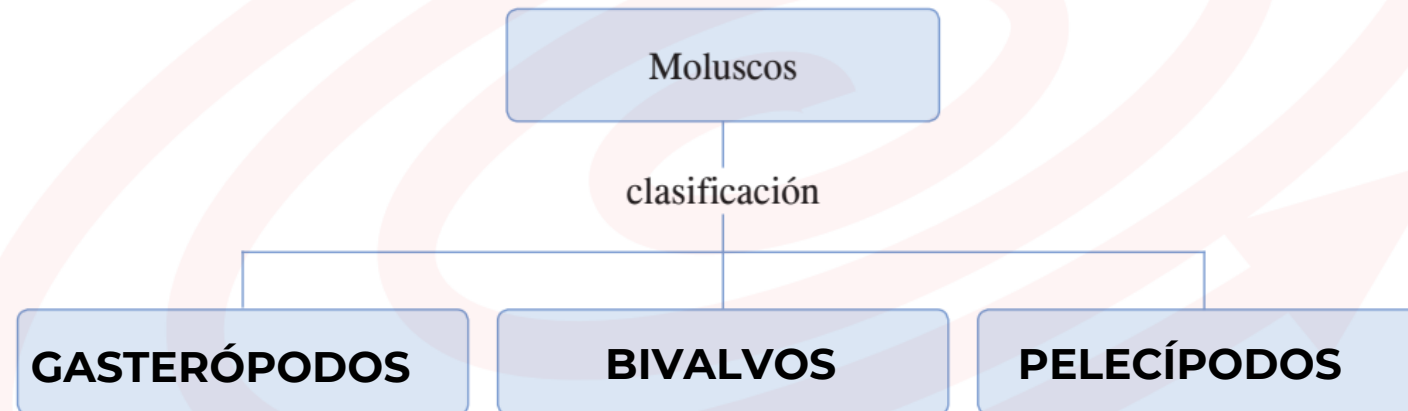 Moluscos
clasificación
GASTERÓPODOS
BIVALVOS
PELECÍPODOS